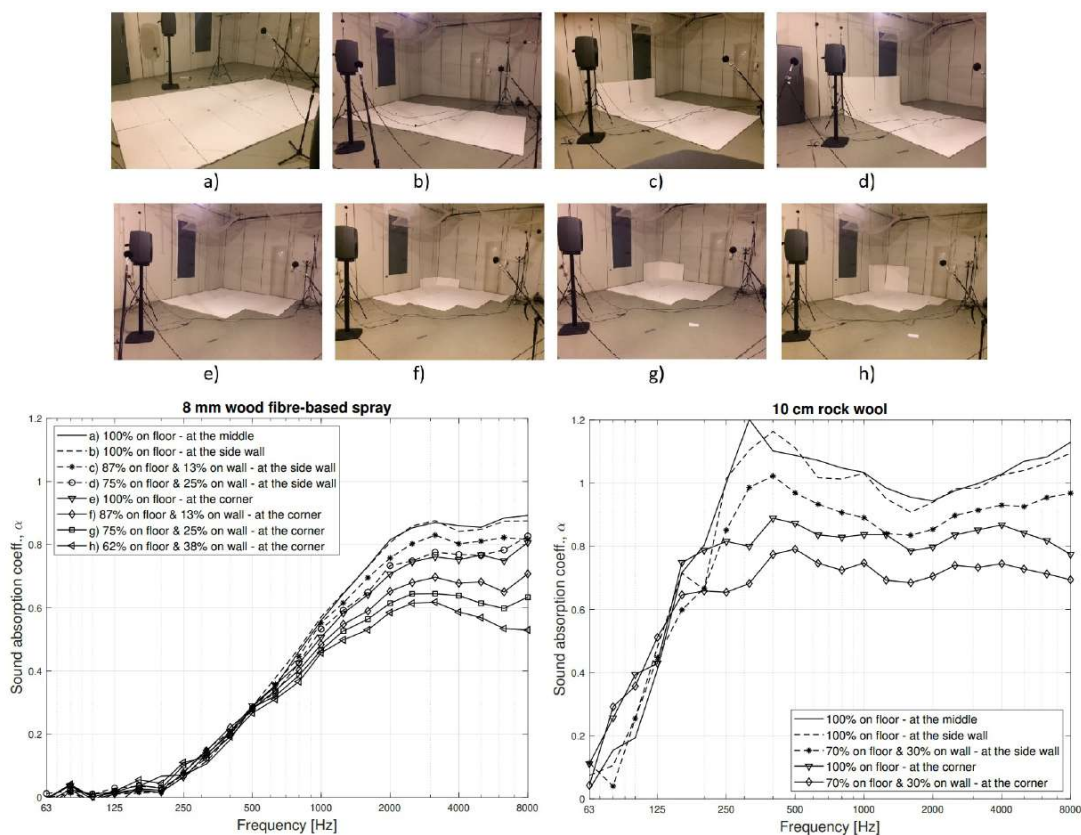 a)
b)
c)
d)
e)
f)
g)
h)
8 mm wood fibre-based spray
1.2
1
0.8
0.6
0.4
0.2
0
Sound absorption coeff., α
a) 100% on floor - at the middle
b) 100% on floor - at the side wall
c) 87% on floor & 13% on wall - at the side wall
d) 75% on floor & 25% on wall - at the side wall
e) 100% on floor - at the corner
f) 87% on floor & 13% on wall - at the corner
g) 75% on floor & 25% on wall - at the corner
h) 62% on floor & 38% on wall - at the corner
63 125 250 500 1000 2000 4000 8000
Frequency [Hz]
10 cm rock wool
1.2
1
0.8
0.6
0.4
0.2
0
Sound absorption coeff., α
100% on floor - at the middle
100% on floor - at the side wall
70% on floor & 30% on wall - at the side wall
100% on floor - at the corner
70% on floor & 30% on wall - at the corner
63 125 250 500 1000 2000 4000 8000
Frequency [Hz]